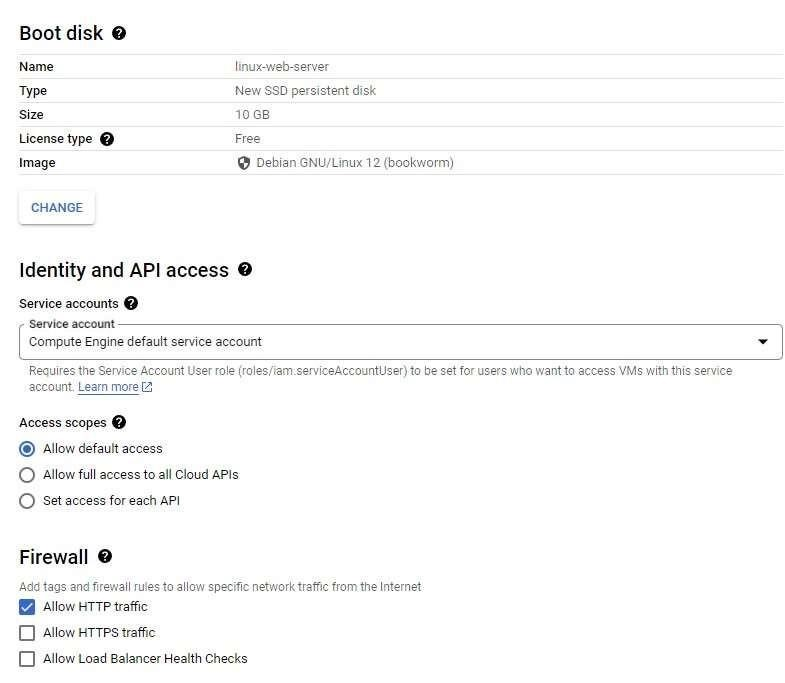 Boot disk
Name linux-web-server
Type New SSD persistent disk
Size 10 GB
License type Free
Image Debian GNU/Linux 12 (bookworm)
CHANGE
Identity and API access
Service accounts
Service account
Compute Engine default service account
Requires the Service Account User role (roles/iam.serviceAccountUser) to be set for users who want to access VMs with this service
account. Learn more
Access scopes
Allow default access
Allow full access to all Cloud APIs
Set access for each API
Firewall
Add tags and firewall rules to allow specific network traffic from the Internet
Allow HTTP traffic
Allow HTTPS traffic
Allow Load Balancer Health Checks